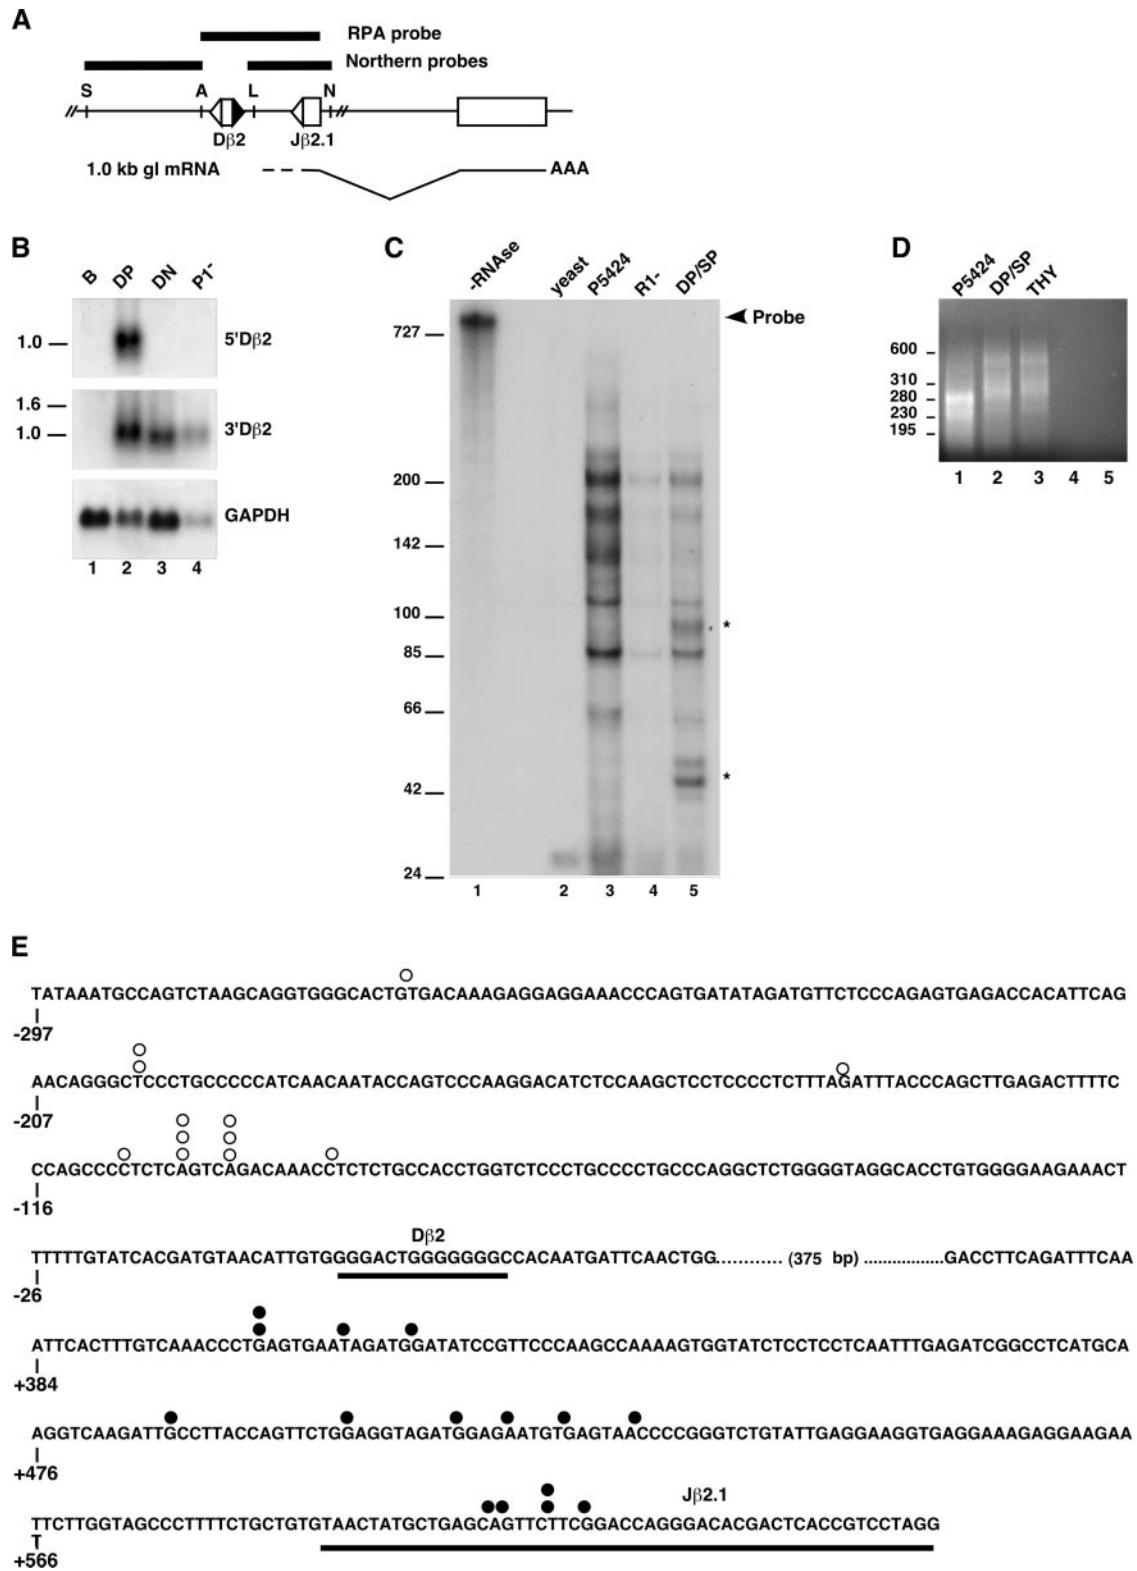 A
RPA probe
Northern probes
S A L N
Dβ2 Jβ2.1
1.0 kb gl mRNA AAA
B
B DP DN P1-
1.0 5'Dβ2
1.6
1.0 3'Dβ2
GAPDH
1 2 3 4
C
-RNAse yeast P5424 R1- DP/SP
Probe
727
200
142
100
*
85
66
*
42
24
1 2 3 4 5
D
P5424 DP/SP THY
600
310
280
230
195
1 2 3 4 5
E
TATAAATGCCAGTCTAAGCAGGTGGGCACTGTGACAAAGAGGAGGAAACCCAGTGATATAGATGTTCTCCCAGAGTGAGACCACATTCAG
-297
AACAGGGCTCCCTGCCCCCATCAACAATACCAGTCCCAAGGACATCTCCAAGCTCCTCCCCTCTTTAGATTTACCCAGCTTGAGACTTTTC
-207
CCAGCCCCTCTCAGTCAGACAAACCTCTCTGCCACCTGGTCTCCCTGCCCCTGCCCAGGCTCTGGGGTAGGCACCTGTGGGGAAGAAACT
-116
Dβ2
TTTTTGTATCACGATGTAACATTGTGGGGACTGGGGGGGCCACAATGATTCAACTGG............ (375 bp) .................GACCTTCAGATTTCAA
-26
ATTCACTTTGTCAAACCCTGAGTGAATAGATGGATATCCGTTCCCAAGCCAAAAGTGGTATCTCCTCCTCAATTTGAGATCGGCCTCATGCA
+384
AGGTCAAGATTGCCTTACCAGTTCTGGAGGTAGATGGAGAATGTGAGTAACCCCGGGTCTGTATTGAGGAAGGTGAGGAAAGAGGAAGAA
+476
Jβ2.1
TTCTTGGTAGCCCTTTTCTGCTGTGTAACTATGCTGAGCAGTTCTTCGGACCAGGGACACGACTCACCGTCCTAGG
+566